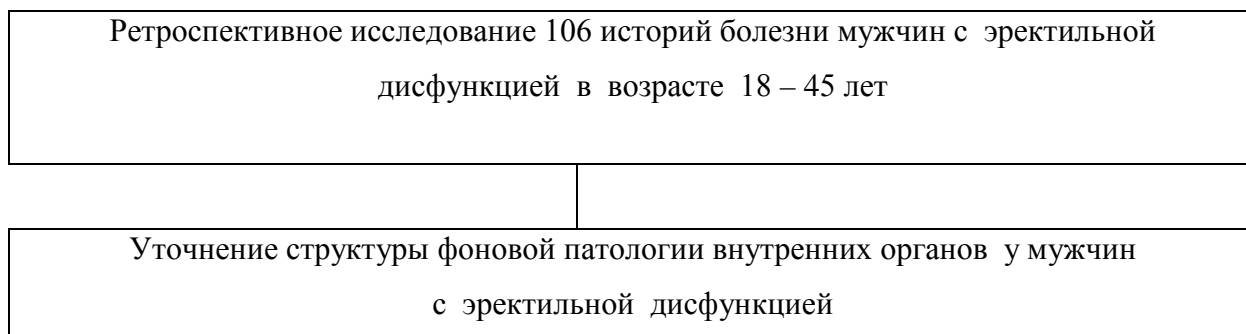 Ретроспективное исследование 106 историй болезни мужчин с эректильной
дисфункцией в возрасте 18 – 45 лет
Уточнение структуры фоновой патологии внутренних органов у мужчин
с эректильной дисфункцией